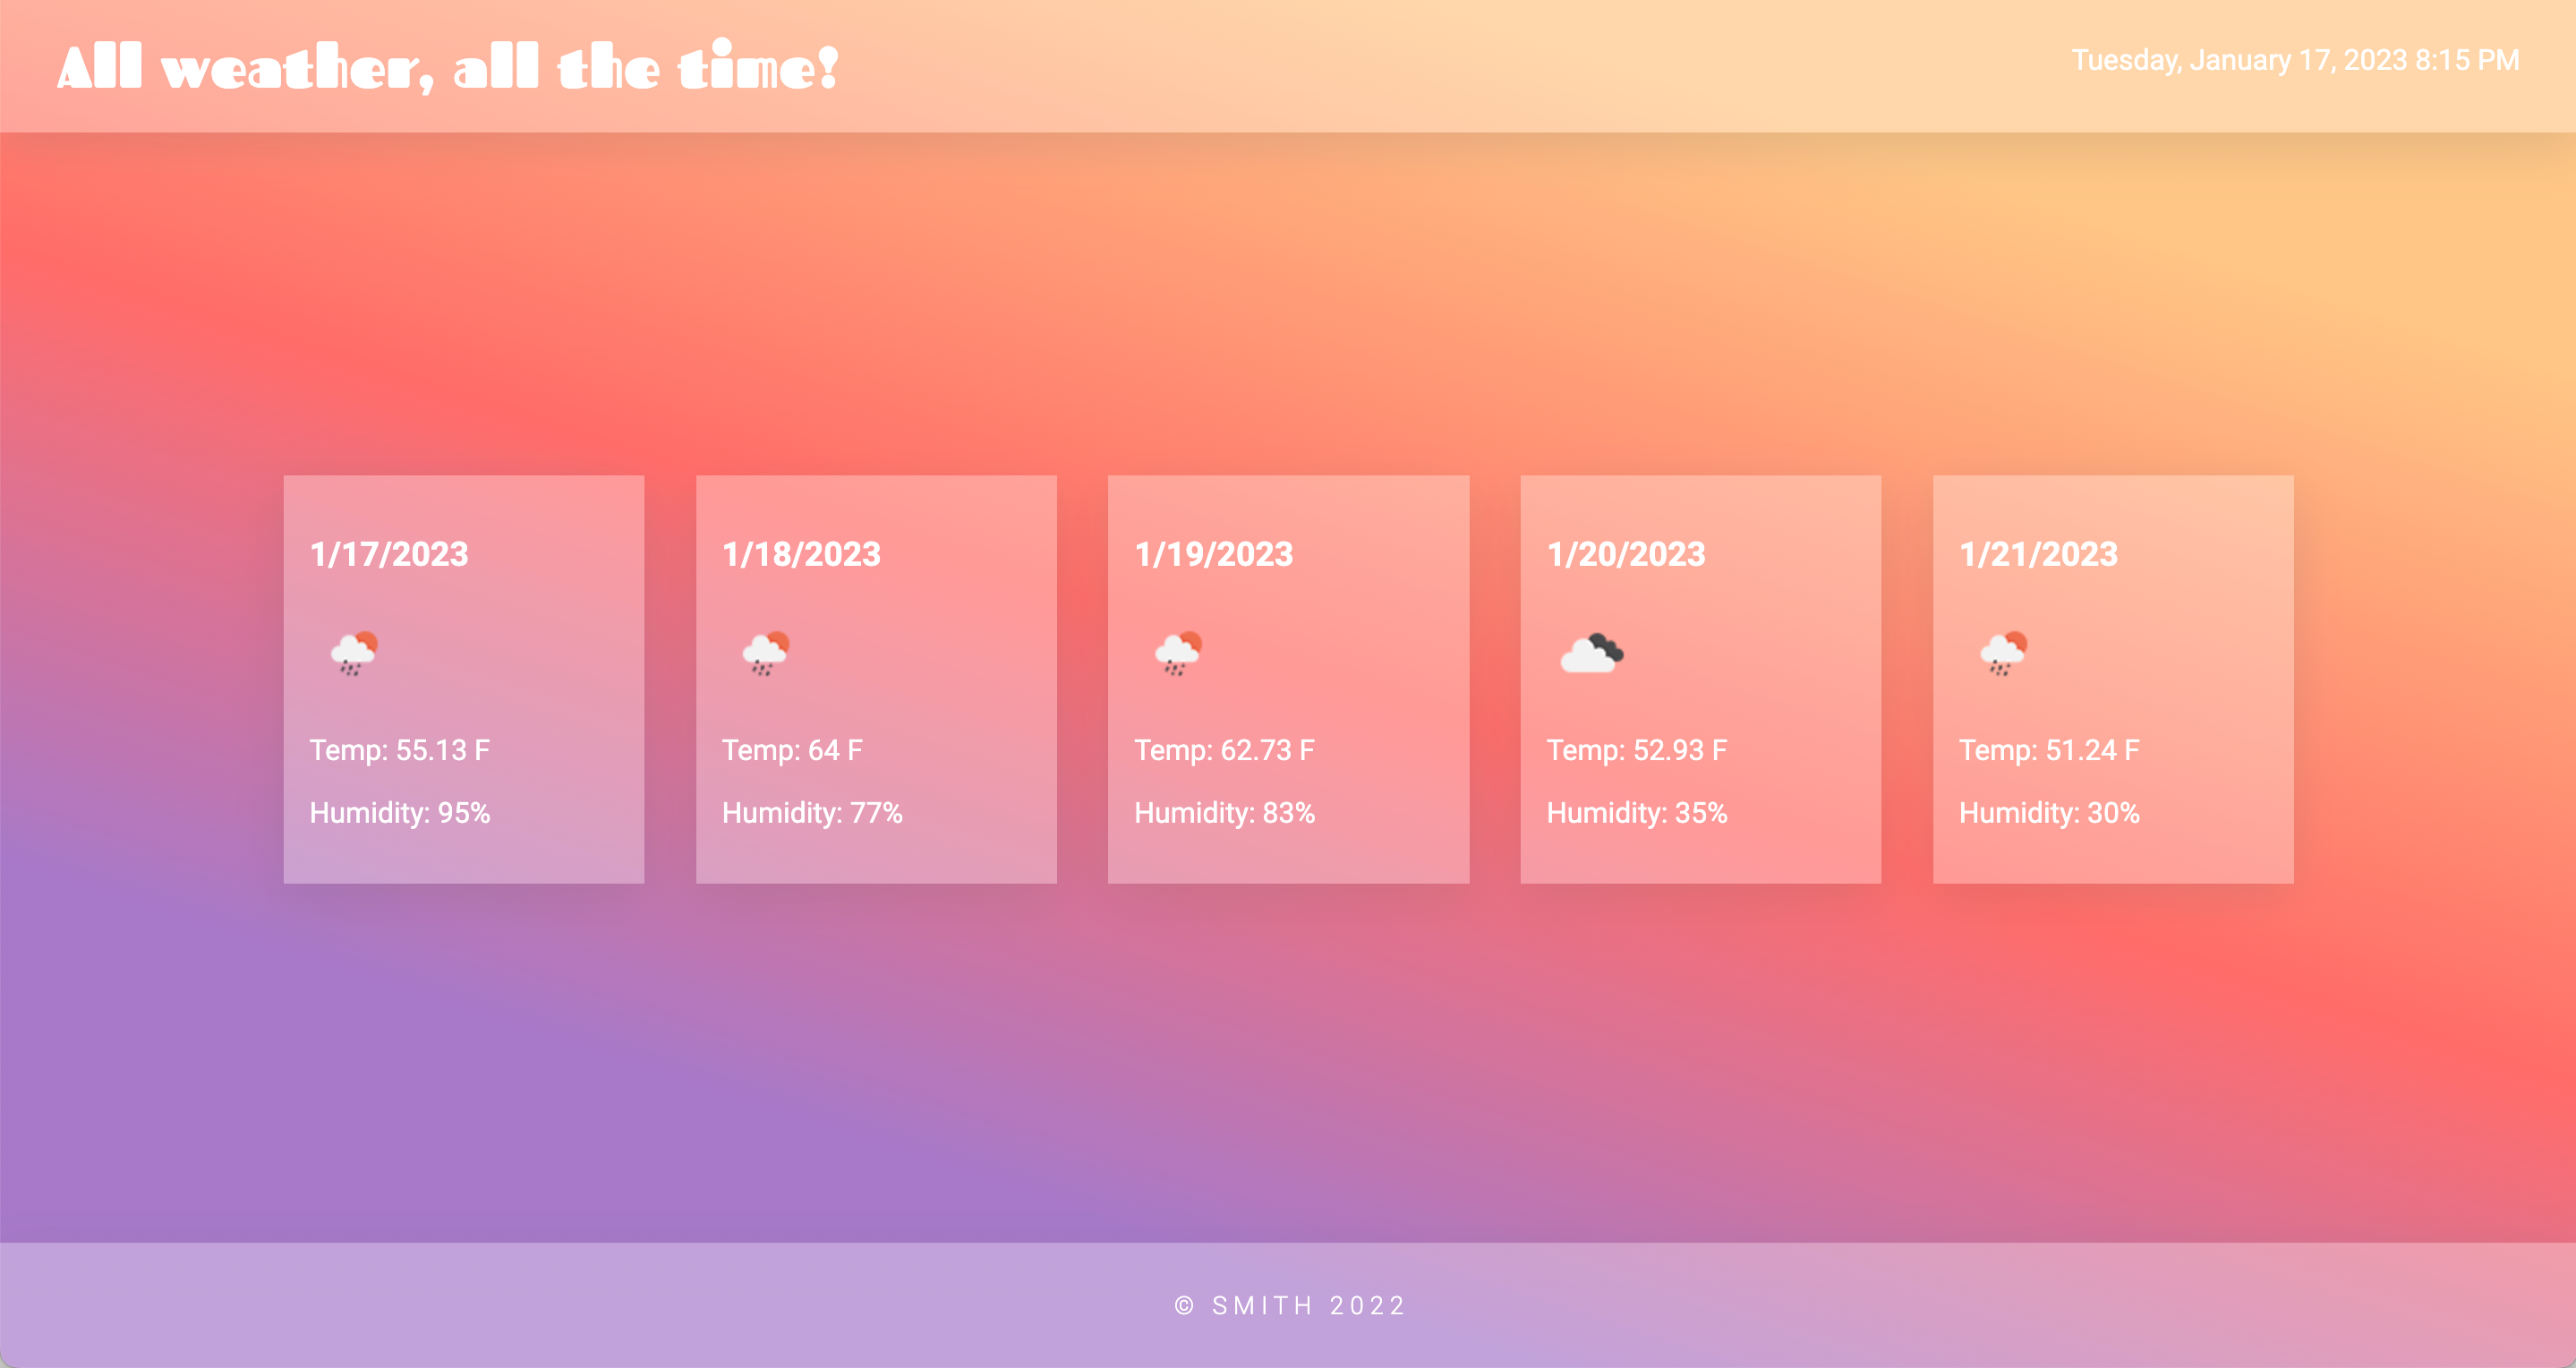 All weather, all the time!
Tuesday, January 17, 2023 8:15 PM
1/17/2023
Temp: 55.13 F
Humidity: 95%
1/18/2023
Temp: 64 F
Humidity: 77%
1/19/2023
Temp: 62.73 F
Humidity: 83%
1/20/2023
Temp: 52.93 F
Humidity: 35%
1/21/2023
Temp: 51.24 F
Humidity: 30%
© SMITH 2022